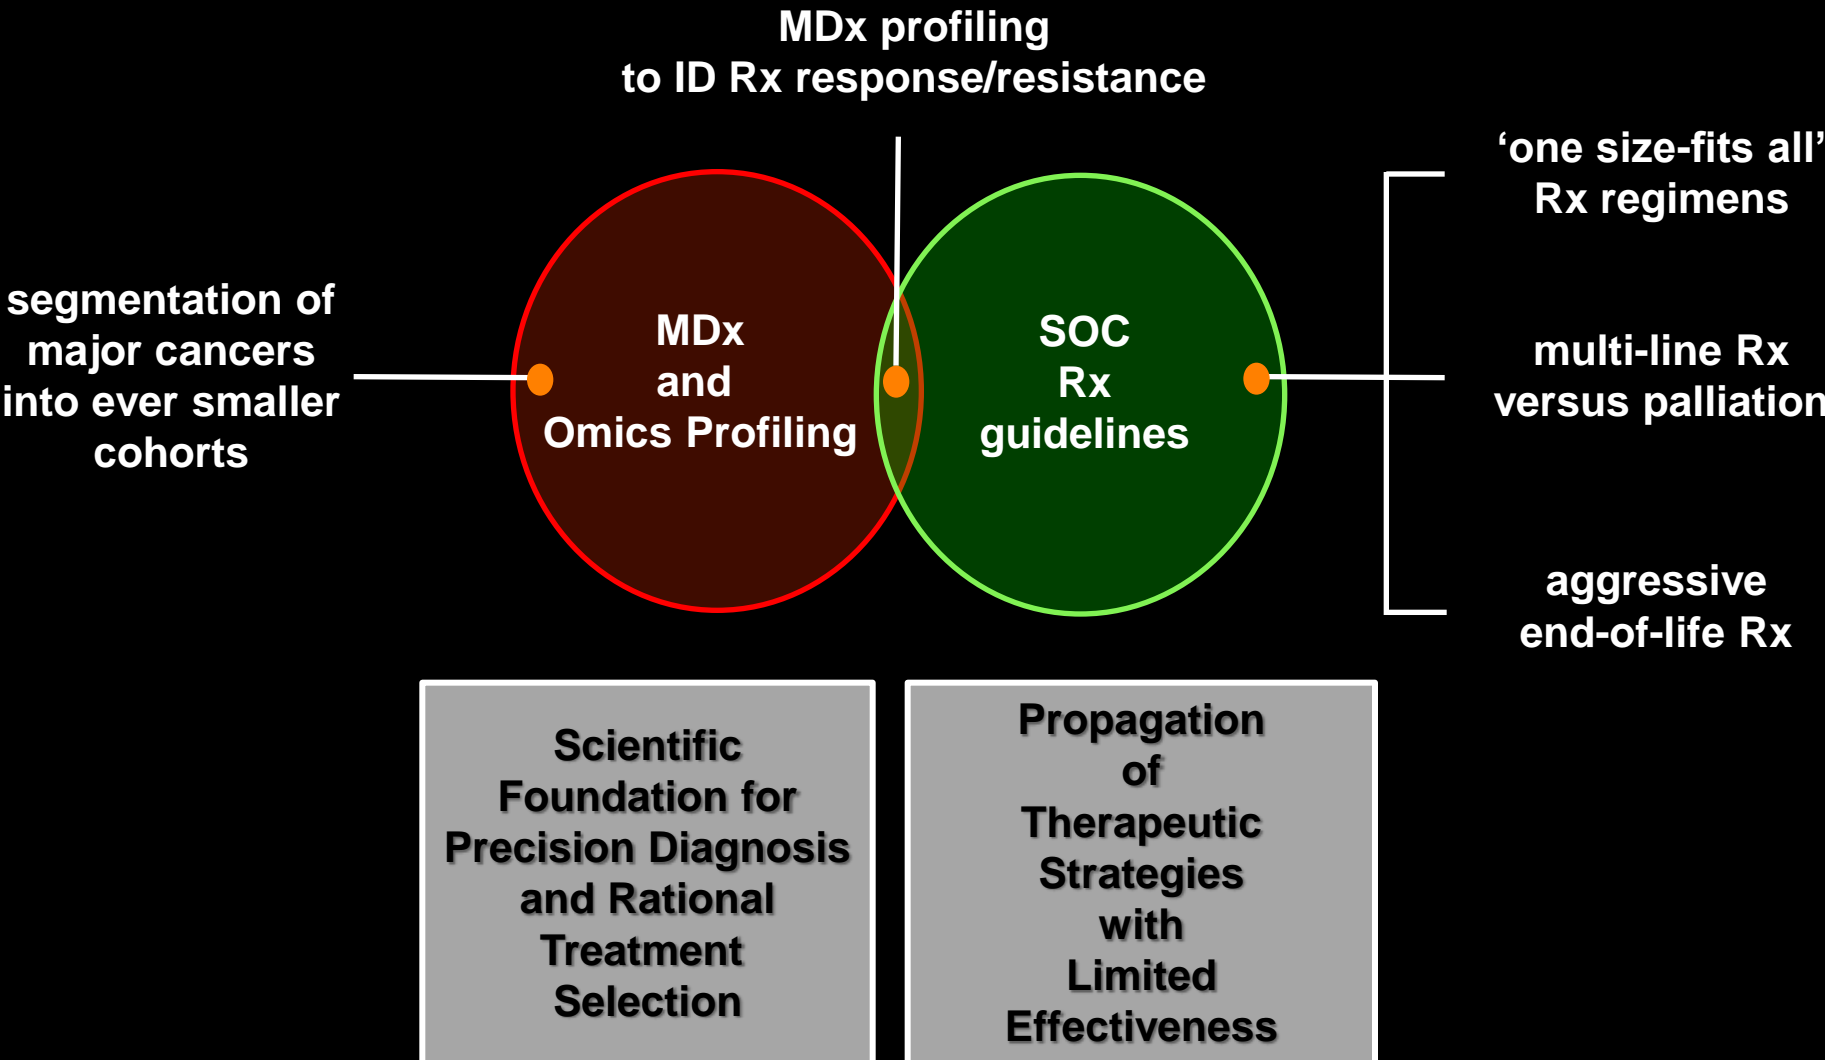 MDx profiling
to ID Rx response/resistance
segmentation of
major cancers
into ever smaller
cohorts
MDx
and
Omics Profiling
SOC
Rx
guidelines
‘one size-fits all’
Rx regimens
multi-line Rx
versus palliation
aggressive
end-of-life Rx
Scientific
Foundation for
Precision Diagnosis
and Rational
Treatment
Selection
Propagation
of
Therapeutic
Strategies
with
Limited
Effectiveness